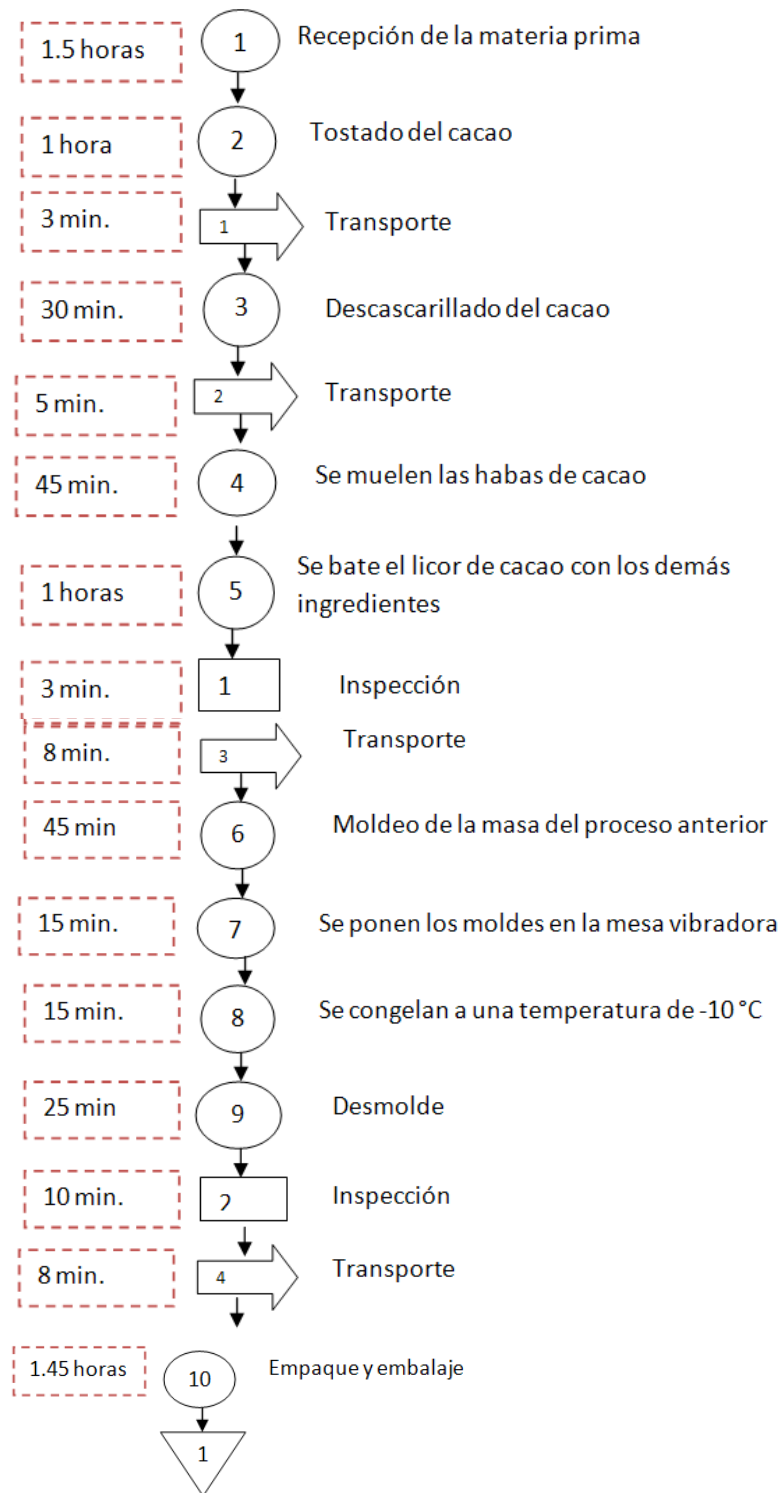 1.5 horas
1
Recepción de la materia prima
1 hora
2
Tostado del cacao
3 min.
1
Transporte
30 min.
3
Descascarillado del cacao
5 min.
2
Transporte
45 min.
4
Se muelen las habas de cacao
1 horas
5
Se bate el licor de cacao con los demás
ingredientes
3 min.
1
Inspección
8 min.
3
Transporte
45 min
6
Moldeo de la masa del proceso anterior
15 min.
7
Se ponen los moldes en la mesa vibradora
15 min.
8
Se congelan a una temperatura de -10 °C
25 min
9
Desmolde
10 min.
2
Inspección
8 min.
4
Transporte
1.45 horas
10
Empaque y embalaje
1